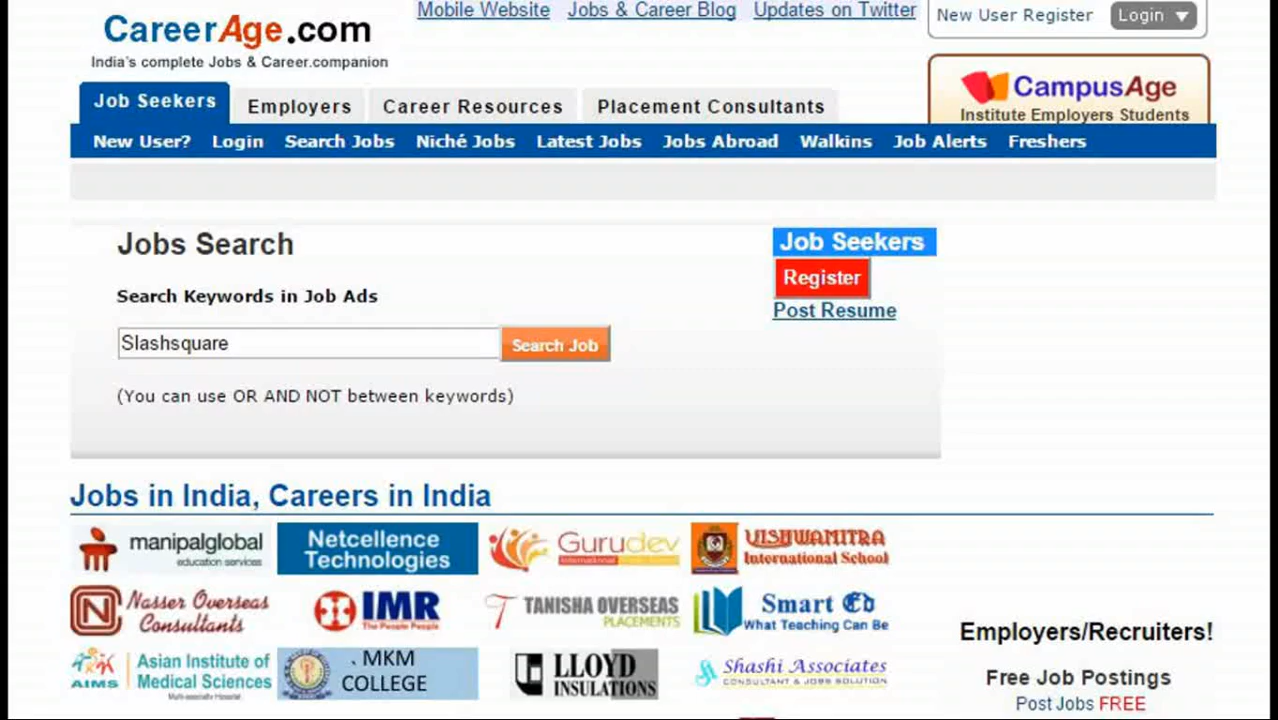 Mobile Website Jobs & Career Blog Updates on Twitter
New User Register Login
CareerAge.com
India's complete Jobs & Career.companion
CampusAge
Institute Employers Students
Job Seekers Employers Career Resources Placement Consultants
New User? Login Search Jobs Niché Jobs Latest Jobs Jobs Abroad Walkins Job Alerts Freshers
Jobs Search
Search Keywords in Job Ads
Slashsquare Search Job
(You can use OR AND NOT between keywords)
Job Seekers
Register
Post Resume
Jobs in India, Careers in India
manipalglobal
education services
Netcellence
Technologies
Gurudev
International
VISHWAMITRA
International School
Nasser Overseas
Consultants
IMR
The People People
TANISHA OVERSEAS
PLACEMENTS
Smart Ed
What Teaching Can Be
AIMS
Asian Institute of
Medical Sciences
Multi-speciality Hospital
MKM
COLLEGE
LLOYD
INSULATIONS
Shashi Associates
CONSULTANT & JOBS SOLUTION
Employers/Recruiters!
Free Job Postings
Post Jobs FREE